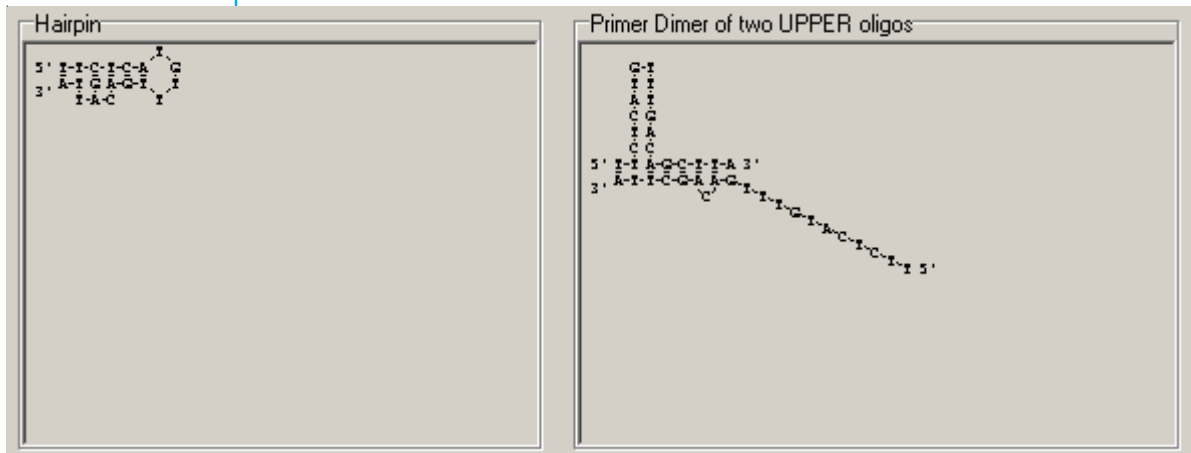 Hairpin
T
5' T-T-C-T-C-A G
3' A-T G A-G-T T
T-A-C T
Primer Dimer of two UPPER oligos
G-T
T T
A T
C G
T A
C C
5' T-T A-G-C-T-T-A 3'
3' A-T-T-C-G-A A-G-T-T-T-G-T-A-C-T-C-T-T 5'
C